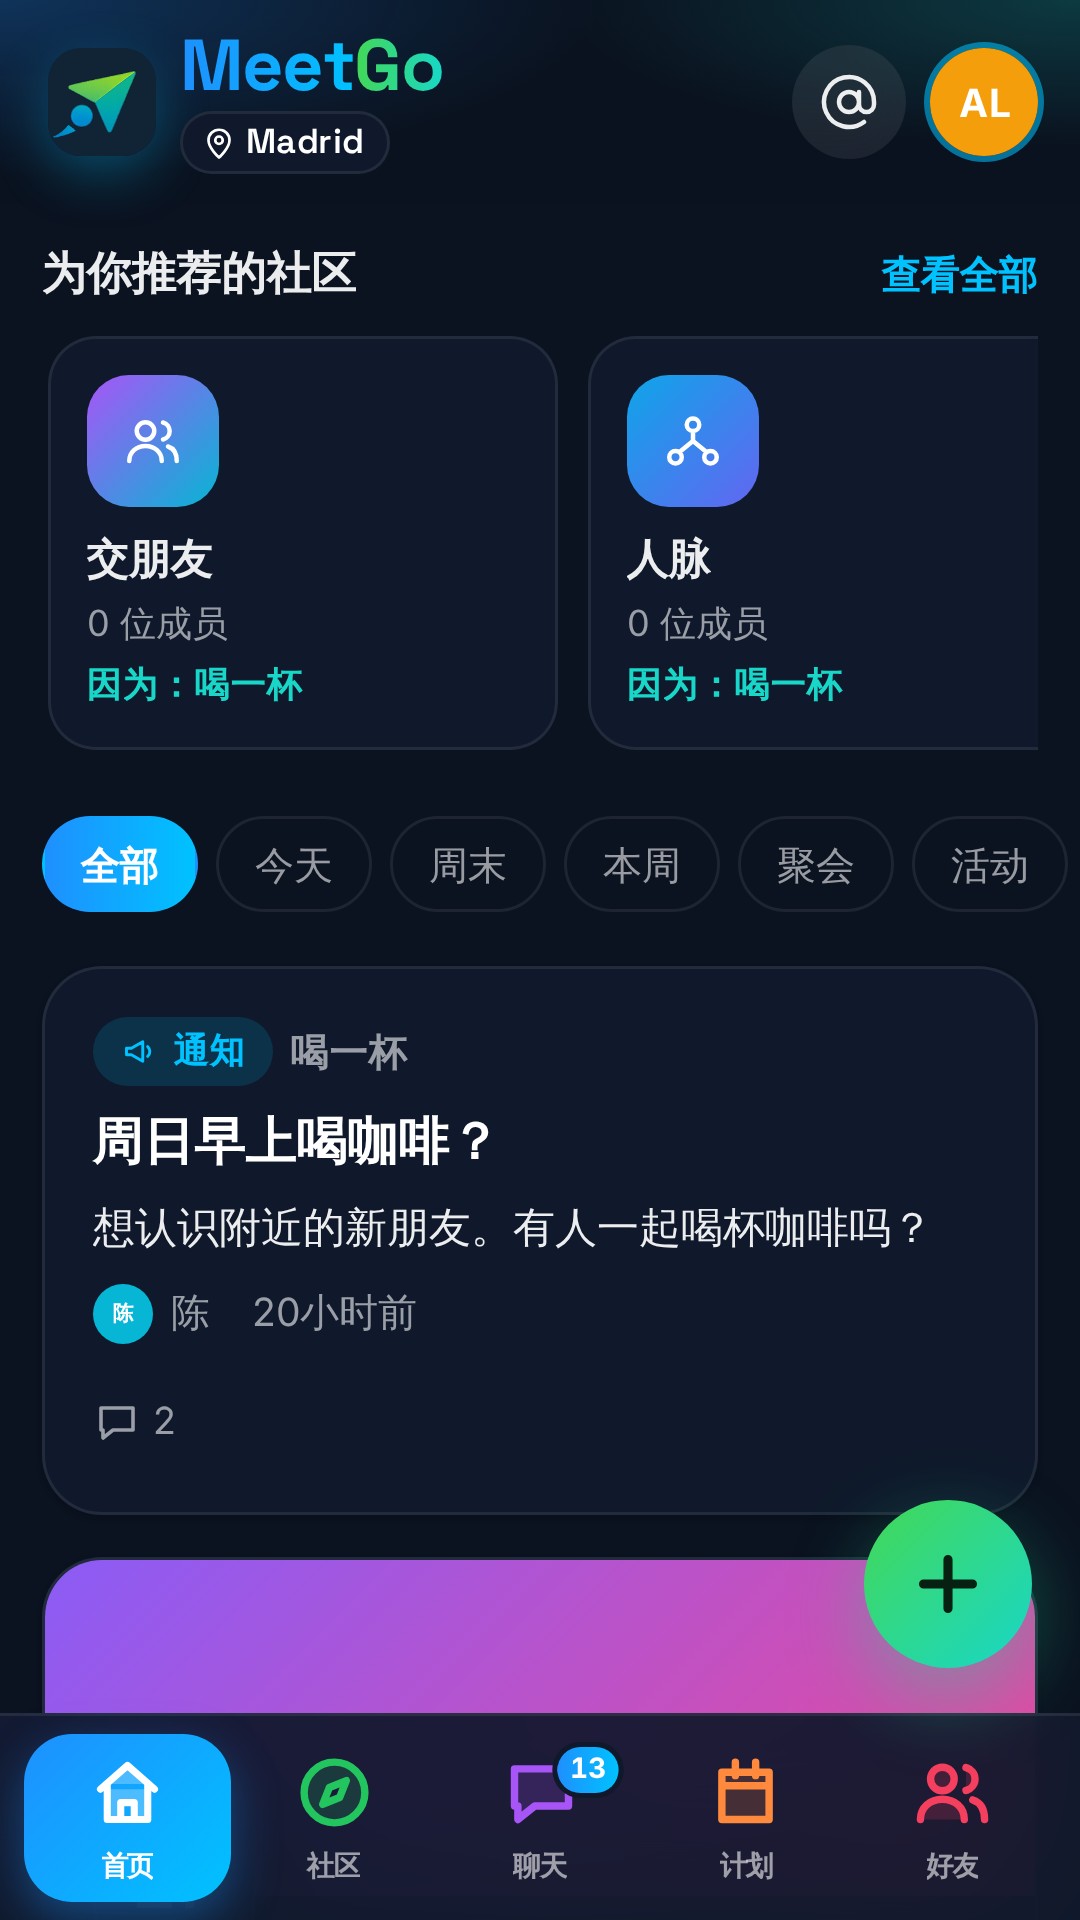 MeetGo
Madrid
AL
为你推荐的社区
查看全部
交朋友
0 位成员
因为：喝一杯
人脉
0 位成员
因为：喝一杯
全部
今天
周末
本周
聚会
活动
通知
喝一杯
周日早上喝咖啡？
想认识附近的新朋友。有人一起喝杯咖啡吗？
陈
陈
20小时前
2
首页
社区
13
聊天
计划
好友